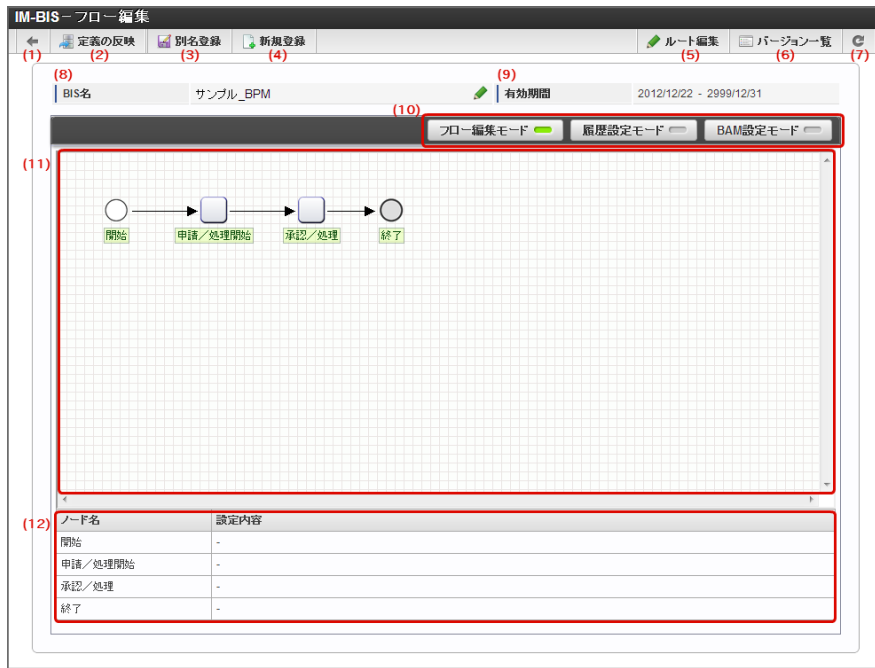 IM-BIS－フロー編集
定義の反映 別名登録 新規登録 ルート編集 バージョン一覧
(1) (2) (3) (4) (5) (6) (7)
(8) (9)
BIS名 サンプル_BPM 有効期間 2012/12/22 - 2999/12/31
(10)
フロー編集モード 履歴設定モード BAM設定モード
(11)
開始 申請／処理開始 承認／処理 終了
(12)
ノード名 設定内容
開始 -
申請／処理開始 -
承認／処理 -
終了 -